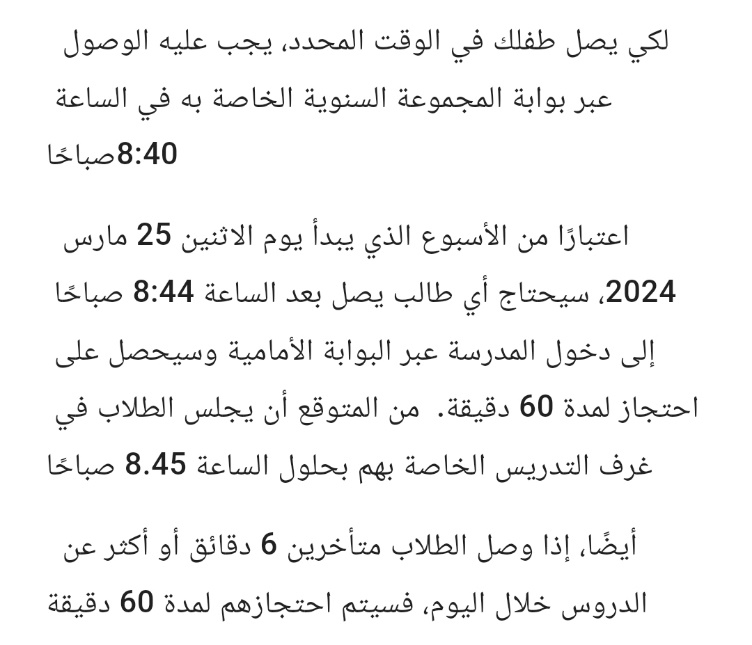 لكي يصل طفلك في الوقت المحدد، يجب عليه الوصول
عبر بوابة المجموعة السنوية الخاصة به في الساعة
8:40صباحًا
اعتبارًا من الأسبوع الذي يبدأ يوم الاثنين 25 مارس
2024، سيحتاج أي طالب يصل بعد الساعة 8:44 صباحًا
إلى دخول المدرسة عبر البوابة الأمامية وسيحصل على
احتجاز لمدة 60 دقيقة. من المتوقع أن يجلس الطلاب في
غرف التدريس الخاصة بهم بحلول الساعة 8.45 صباحًا
أيضًا، إذا وصل الطلاب متأخرين 6 دقائق أو أكثر عن
الدروس خلال اليوم، فسيتم احتجازهم لمدة 60 دقيقة